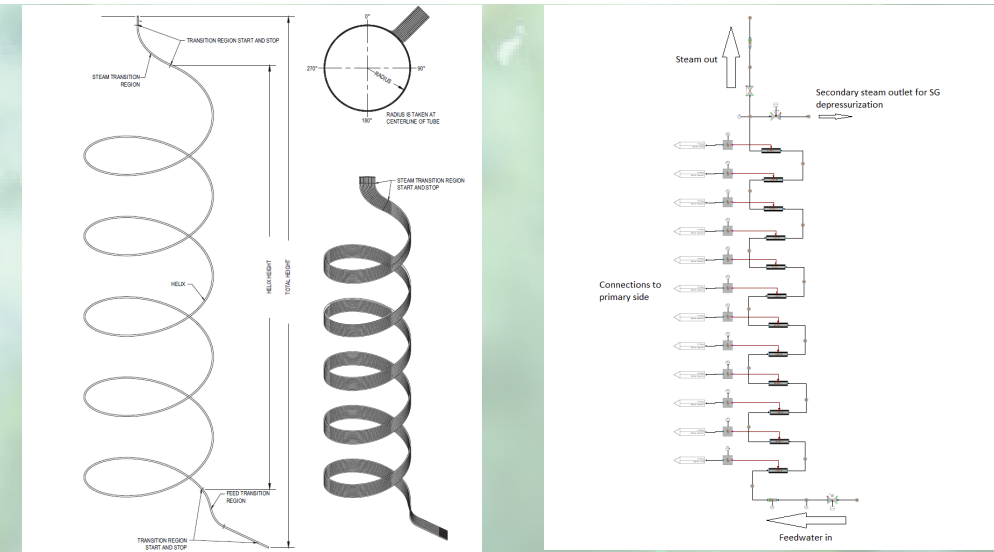 TRANSITION REGION START AND STOP
STEAM TRANSITION
REGION
HELIX
HELIX HEIGHT
TOTAL HEIGHT
FEED TRANSITION
REGION
TRANSITION REGION
START AND STOP
0°
270°
90°
RADIUS
180°
RADIUS IS TAKEN AT
CENTERLINE OF TUBE
STEAM TRANSITION REGION
START AND STOP
Steam out
Secondary steam outlet for SG
depressurization
Connections to
primary side
Feedwater in